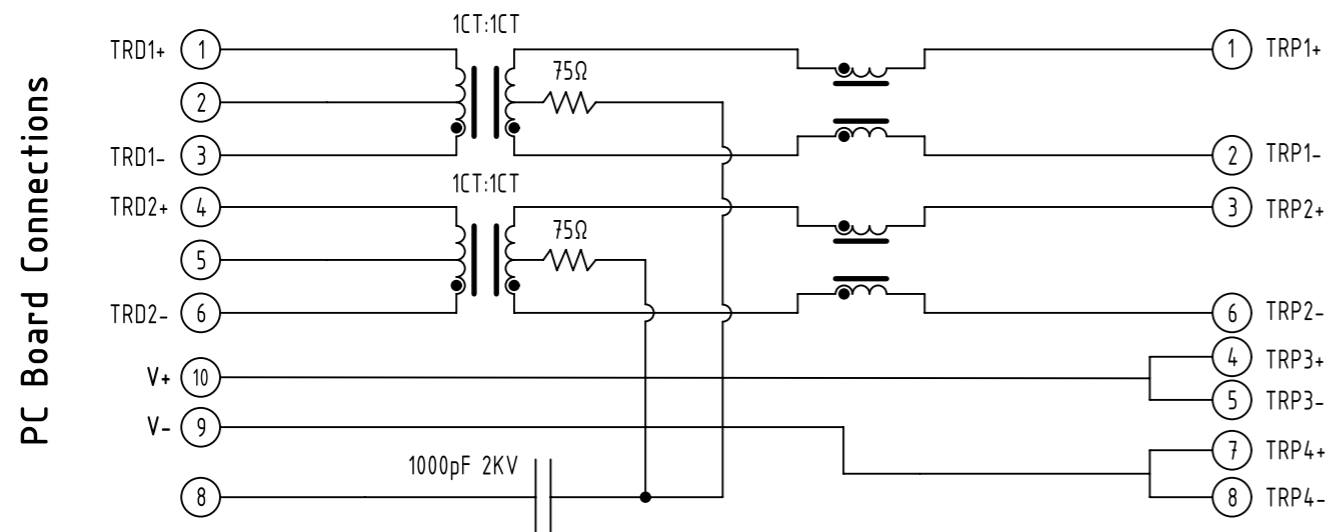 PC Board Connections
1CT:1CT
TRD1+ 1
75Ω
1 TRP1+
2
TRD1- 3
2 TRP1-
1CT:1CT
TRD2+ 4
75Ω
3 TRP2+
5
TRD2- 6
6 TRP2-
4 TRP3+
V+ 10
5 TRP3-
V- 9
7 TRP4+
1000pF 2KV
8
8 TRP4-